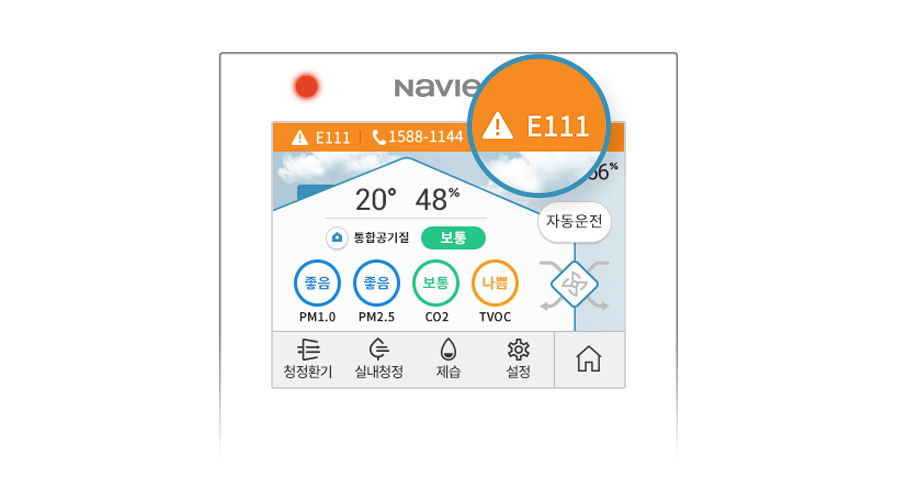 NAVIE
E111 1588-1144
E111
66%
20° 48%
자동운전
통합공기질 보통
좋음 좋음 보통 나쁨
PM1.0 PM2.5 CO2 TVOC
청정환기 실내청정 제습 설정